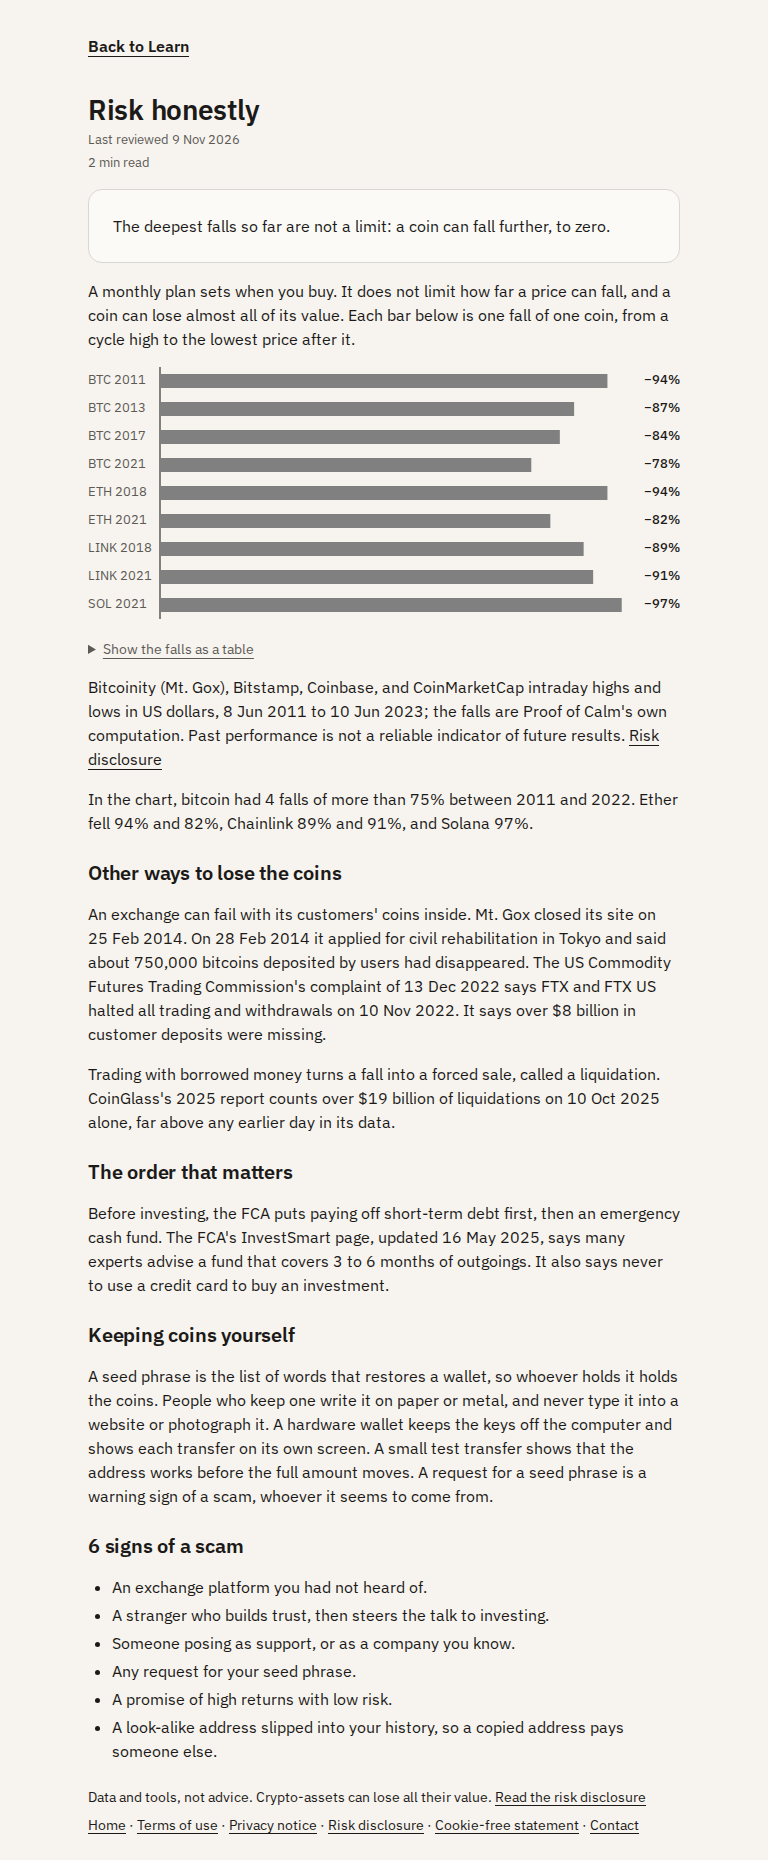 Back to Learn
Risk honestly
Last reviewed 9 Nov 2026
2 min read
The deepest falls so far are not a limit: a coin can fall further, to zero.
A monthly plan sets when you buy. It does not limit how far a price can fall, and a
coin can lose almost all of its value. Each bar below is one fall of one coin, from a
cycle high to the lowest price after it.
BTC 2011 −94%
BTC 2013 −87%
BTC 2017 −84%
BTC 2021 −78%
ETH 2018 −94%
ETH 2021 −82%
LINK 2018 −89%
LINK 2021 −91%
SOL 2021 −97%
Show the falls as a table
Bitcoinity (Mt. Gox), Bitstamp, Coinbase, and CoinMarketCap intraday highs and
lows in US dollars, 8 Jun 2011 to 10 Jun 2023; the falls are Proof of Calm's own
computation. Past performance is not a reliable indicator of future results. Risk
disclosure
In the chart, bitcoin had 4 falls of more than 75% between 2011 and 2022. Ether
fell 94% and 82%, Chainlink 89% and 91%, and Solana 97%.
Other ways to lose the coins
An exchange can fail with its customers' coins inside. Mt. Gox closed its site on
25 Feb 2014. On 28 Feb 2014 it applied for civil rehabilitation in Tokyo and said
about 750,000 bitcoins deposited by users had disappeared. The US Commodity
Futures Trading Commission's complaint of 13 Dec 2022 says FTX and FTX US
halted all trading and withdrawals on 10 Nov 2022. It says over $8 billion in
customer deposits were missing.
Trading with borrowed money turns a fall into a forced sale, called a liquidation.
CoinGlass's 2025 report counts over $19 billion of liquidations on 10 Oct 2025
alone, far above any earlier day in its data.
The order that matters
Before investing, the FCA puts paying off short-term debt first, then an emergency
cash fund. The FCA's InvestSmart page, updated 16 May 2025, says many
experts advise a fund that covers 3 to 6 months of outgoings. It also says never
to use a credit card to buy an investment.
Keeping coins yourself
A seed phrase is the list of words that restores a wallet, so whoever holds it holds
the coins. People who keep one write it on paper or metal, and never type it into a
website or photograph it. A hardware wallet keeps the keys off the computer and
shows each transfer on its own screen. A small test transfer shows that the
address works before the full amount moves. A request for a seed phrase is a
warning sign of a scam, whoever it seems to come from.
6 signs of a scam
• An exchange platform you had not heard of.
• A stranger who builds trust, then steers the talk to investing.
• Someone posing as support, or as a company you know.
• Any request for your seed phrase.
• A promise of high returns with low risk.
• A look-alike address slipped into your history, so a copied address pays
someone else.
Data and tools, not advice. Crypto-assets can lose all their value. Read the risk disclosure
Home · Terms of use · Privacy notice · Risk disclosure · Cookie-free statement · Contact